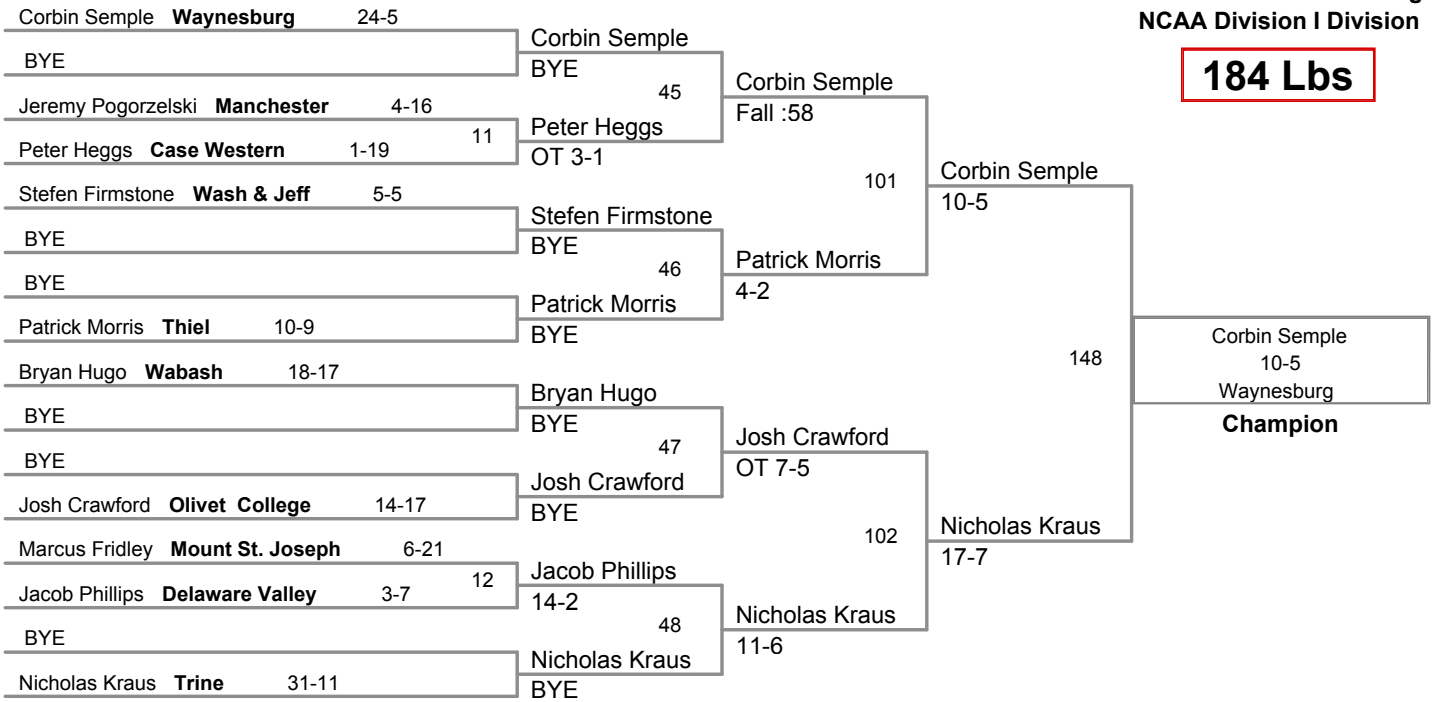 NCAA Division I Division
184 Lbs
Corbin Semple Waynesburg 24-5
BYE
Jeremy Pogorzelski Manchester 4-16
11
Peter Heggs Case Western 1-19
Stefen Firmstone Wash & Jeff 5-5
BYE
BYE
Patrick Morris Thiel 10-9
Bryan Hugo Wabash 18-17
BYE
BYE
Josh Crawford Olivet College 14-17
Marcus Fridley Mount St. Joseph 6-21
12
Jacob Phillips Delaware Valley 3-7
BYE
Nicholas Kraus Trine 31-11
Corbin Semple
BYE
45
Peter Heggs
OT 3-1
Stefen Firmstone
BYE
46
Patrick Morris
BYE
Bryan Hugo
BYE
47
Josh Crawford
BYE
Jacob Phillips
14-2
48
Nicholas Kraus
BYE
Corbin Semple
Fall :58
101
Patrick Morris
4-2
Josh Crawford
OT 7-5
102
Nicholas Kraus
11-6
Corbin Semple
10-5
148
Nicholas Kraus
17-7
Corbin Semple
10-5
Waynesburg
Champion